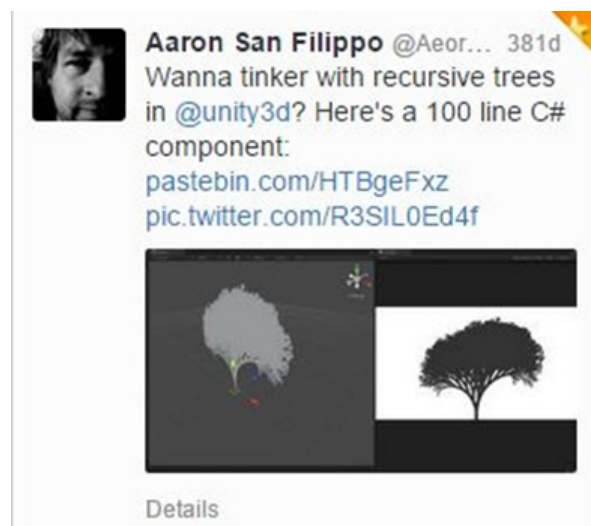 Aaron San Filippo @Aeor... 381d
Wanna tinker with recursive trees
in @unity3d? Here's a 100 line C#
component:
pastebin.com/HTBgeFxz
pic.twitter.com/R3SIL0Ed4f
Details